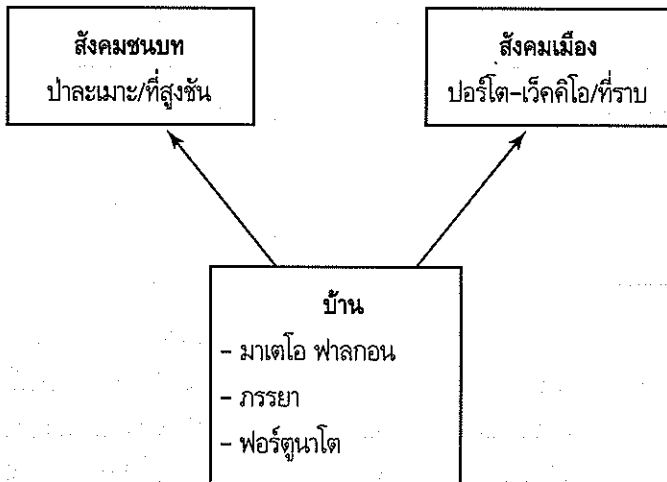 สังคมชนบท
ป่าละเมาะ/ที่สูงชัน
สังคมเมือง
ปอร์โต-เว็คคิโอ/ที่ราบ
บ้าน
- มาเตโอ ฟาลกอน
- ภรรยา
- ฟอร์ตูนาโต